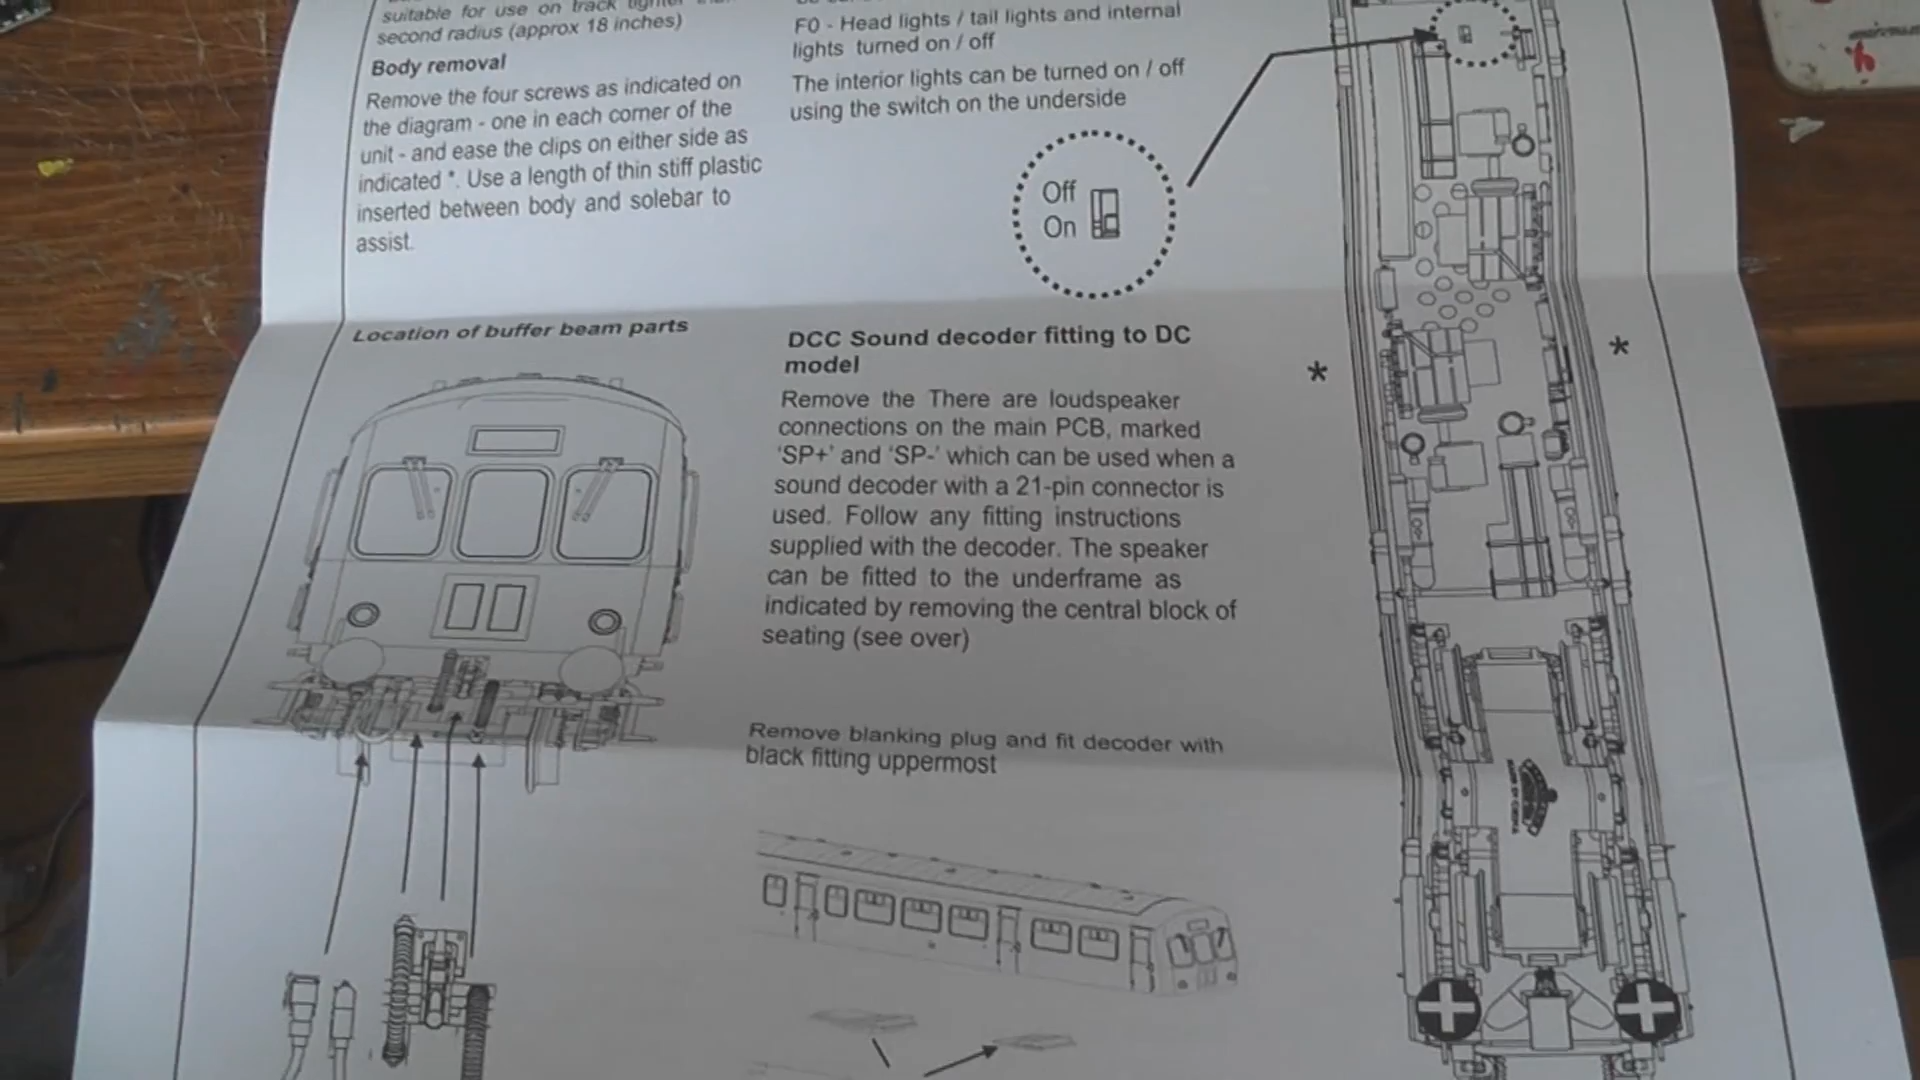 suitable for use on track tighter than
second radius (approx 18 inches)
Body removal
Remove the four screws as indicated on
the diagram - one in each corner of the
unit - and ease the clips on either side as
indicated *. Use a length of thin stiff plastic
inserted between body and solebar to
assist.
Location of buffer beam parts
F0 - Head lights / tail lights and internal
lights turned on / off
The interior lights can be turned on / off
using the switch on the underside
Off
On
DCC Sound decoder fitting to DC
model
Remove the There are loudspeaker
connections on the main PCB, marked
'SP+' and 'SP-' which can be used when a
sound decoder with a 21-pin connector is
used. Follow any fitting instructions
supplied with the decoder. The speaker
can be fitted to the underframe as
indicated by removing the central block of
seating (see over)
Remove blanking plug and fit decoder with
black fitting uppermost
*
*